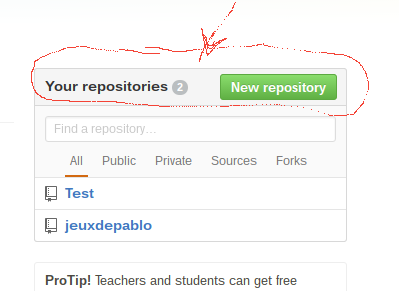 Your repositories 2 New repository
Find a repository...
All Public Private Sources Forks
Test
jeuxdepablo
ProTip! Teachers and students can get free